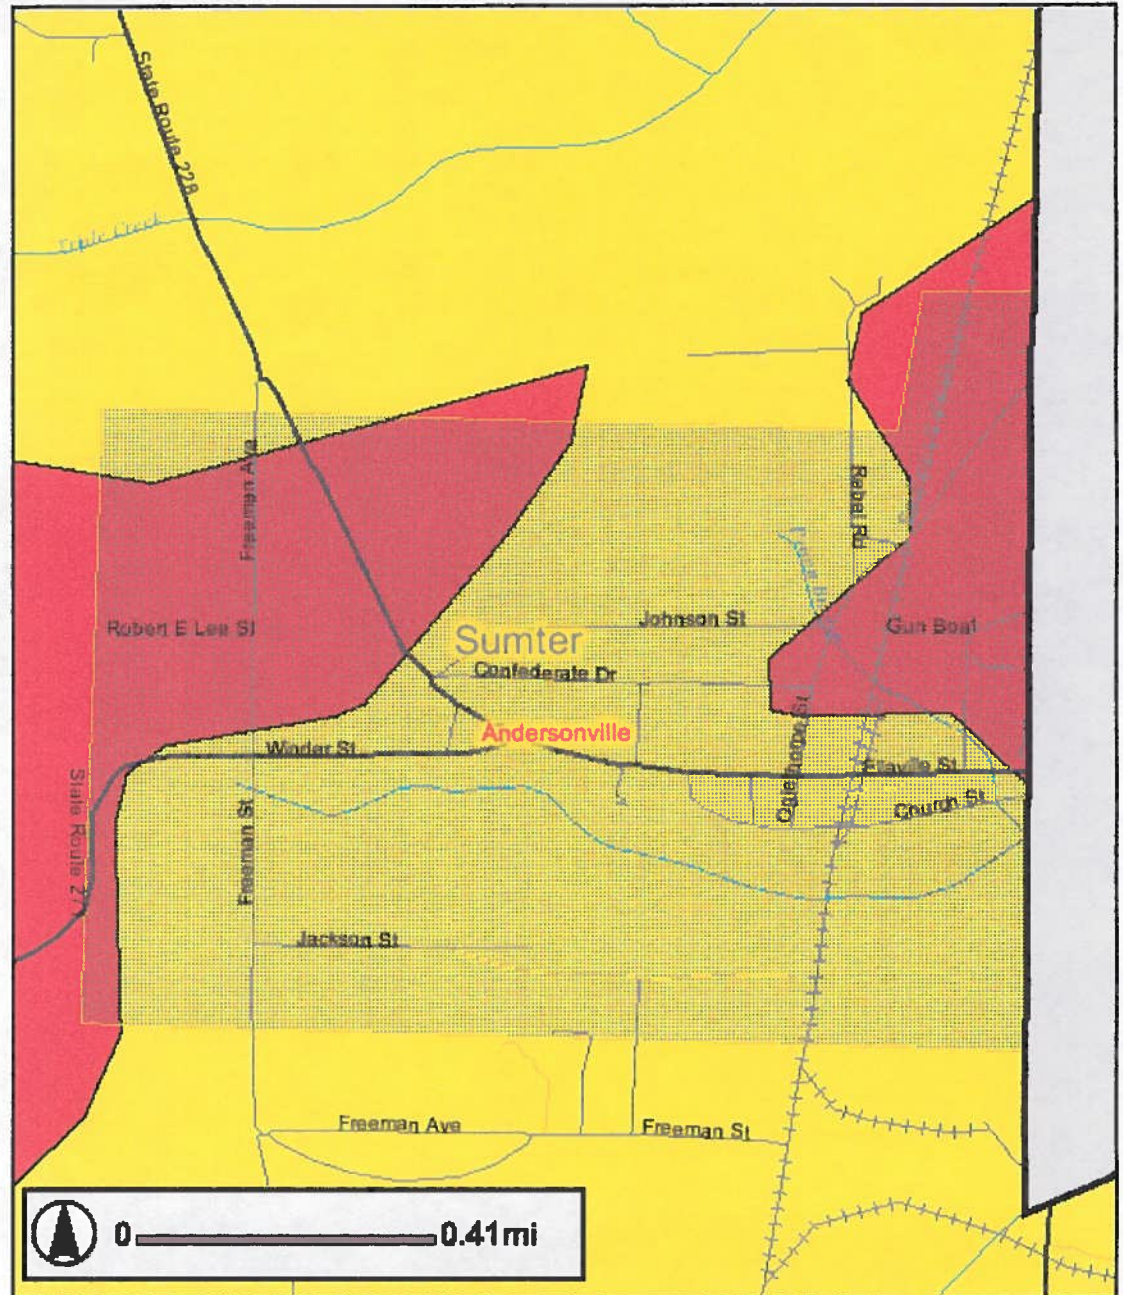 State Route 228
Freeman Ave
Rebel Rd
Robert E Lee St
Johnson St
Gun Boat
Sumter
Confederate Dr
Andersonville
Winder St
Oglethorpe St
Ellaville St
State Route 27
Freeman St
Church St
Jackson St
Freeman Ave
Freeman St
0
0.41mi